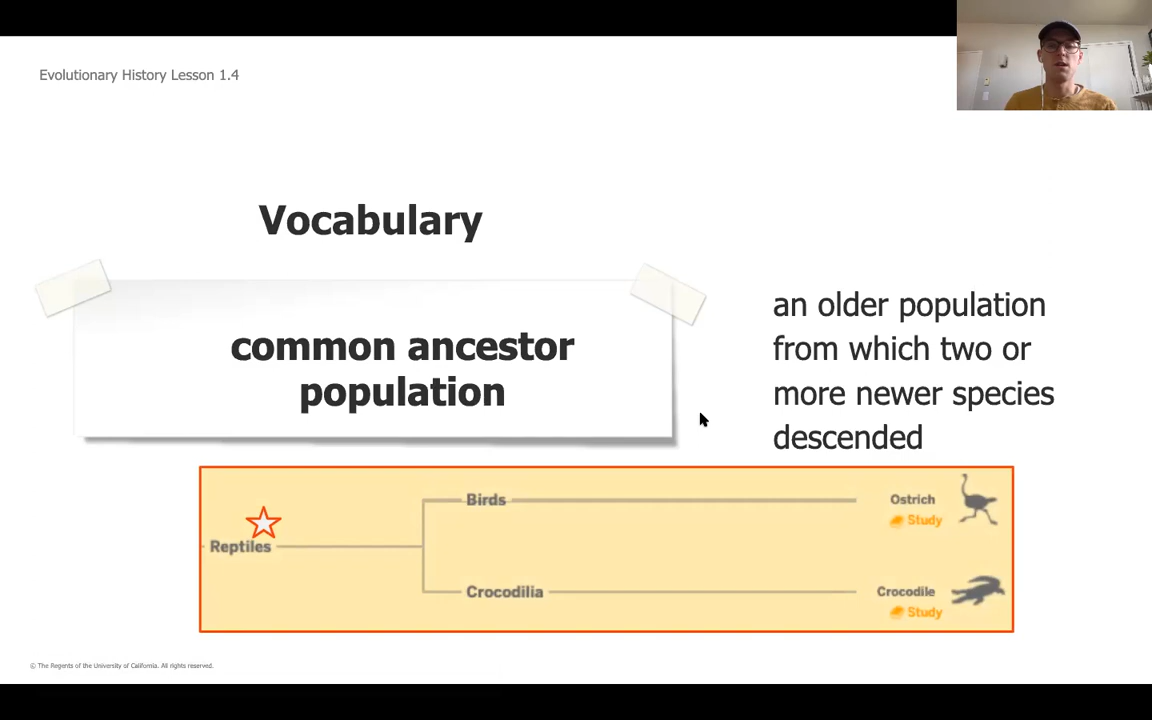 Evolutionary History Lesson 1.4
Vocabulary
common ancestor
population
an older population
from which two or
more newer species
descended
Birds
Ostrich
Study
Reptiles
Crocodilia
Crocodile
Study
© The Regents of the University of California. All rights reserved.